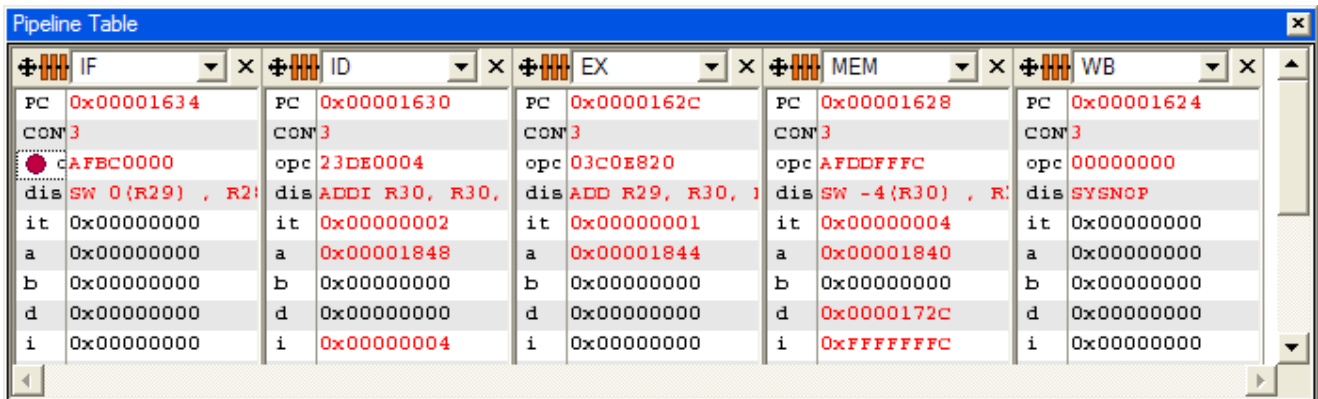 Pipeline Table
IF ID EX MEM WB
PC 0x00001634 PC 0x00001630 PC 0x0000162C PC 0x00001628 PC 0x00001624
CON 3 CON 3 CON 3 CON 3 CON 3
AFBC0000 opc 23DE0004 opc 03C0E820 opc AFDDFFFC opc 00000000
dis SW 0(R29) , R2 dis ADDI R30, R30, dis ADD R29, R30, dis SW -4(R30) , R dis SYSNOP
it 0x00000000 it 0x00000002 it 0x00000001 it 0x00000004 it 0x00000000
a 0x00000000 a 0x00001848 a 0x00001844 a 0x00001840 a 0x00000000
b 0x00000000 b 0x00000000 b 0x00000000 b 0x00000000 b 0x00000000
d 0x00000000 d 0x00000000 d 0x00000000 d 0x0000172C d 0x00000000
i 0x00000000 i 0x00000004 i 0x00000000 i 0xFFFFFFFC i 0x00000000